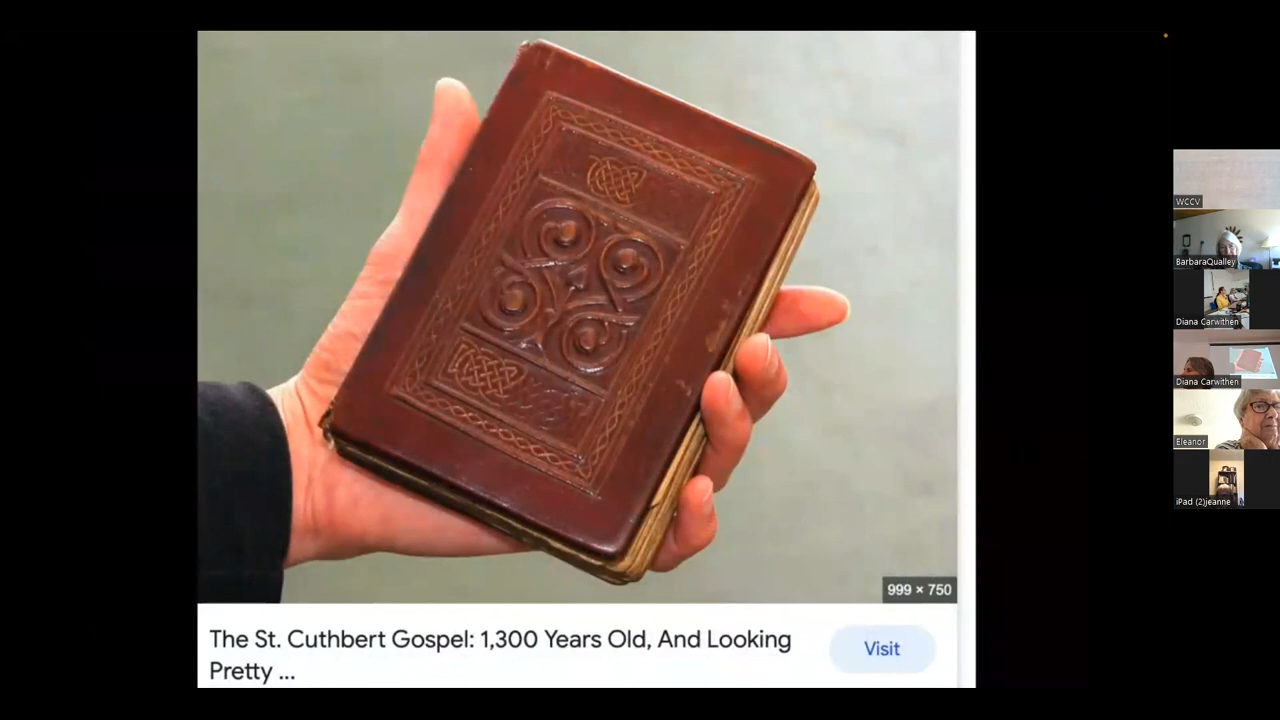 999 × 750
The St. Cuthbert Gospel: 1,300 Years Old, And Looking
Pretty ...
Visit
WCCV
BarbaraQualley
Diana Carwithen
Diana Carwithen
Eleanor
iPad (2)jeanne